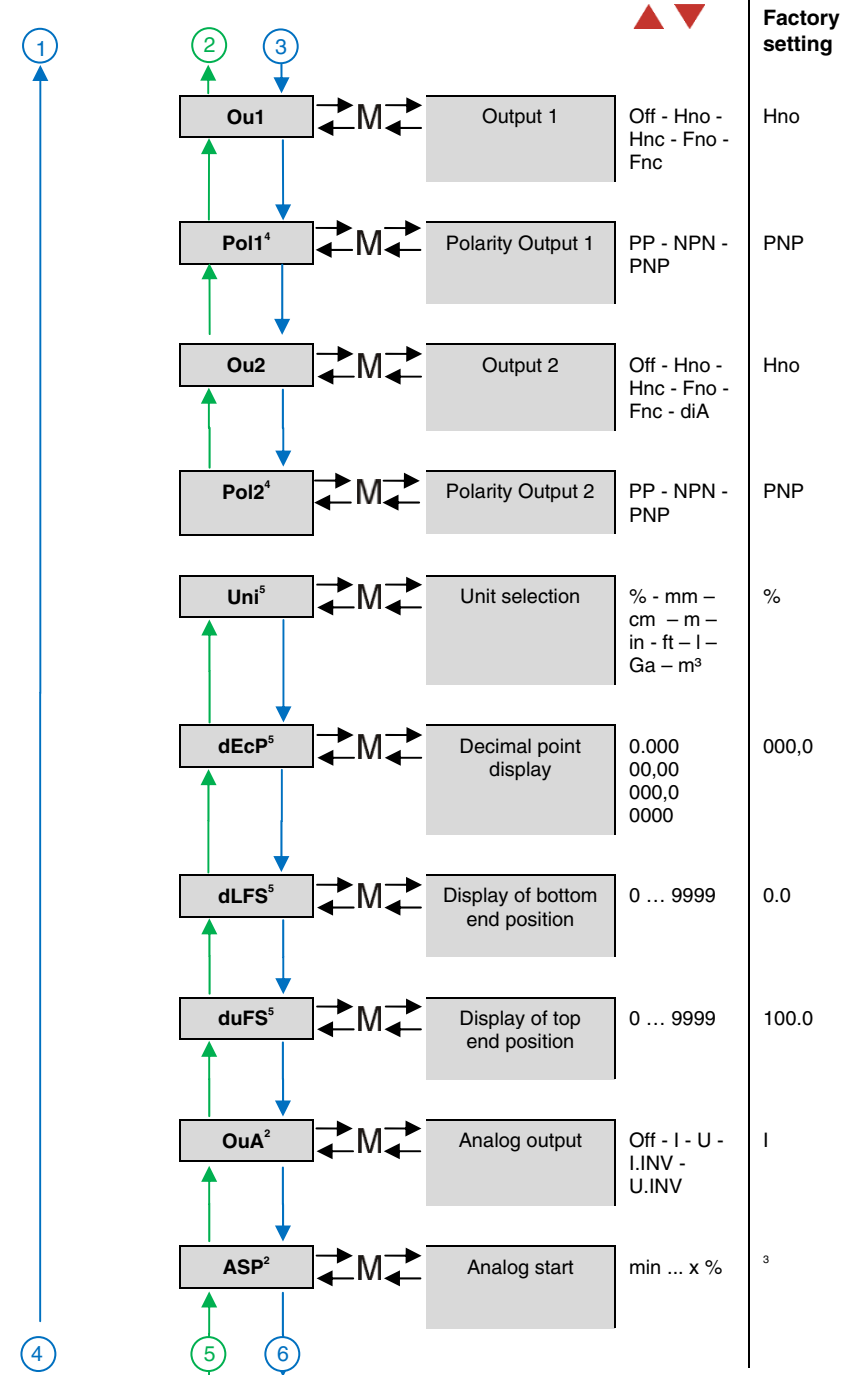 Factory
setting
1
2
3
Ou1
M
Output 1
Off - Hno -
Hnc - Fno -
Fnc
Hno
Pol1⁴
M
Polarity Output 1
PP - NPN -
PNP
PNP
Ou2
M
Output 2
Off - Hno -
Hnc - Fno -
Fnc - diA
Hno
Pol2⁴
M
Polarity Output 2
PP - NPN -
PNP
PNP
Uni⁵
M
Unit selection
% - mm –
cm – m –
in - ft – l –
Ga – m³
%
dEcP⁵
M
Decimal point
display
0.000
00,00
000,0
0000
000,0
dLFS⁵
M
Display of bottom
end position
0 … 9999
0.0
duFS⁵
M
Display of top
end position
0 … 9999
100.0
OuA²
M
Analog output
Off - I - U -
I.INV -
U.INV
I
ASP²
M
Analog start
min ... x %
³
4
5
6